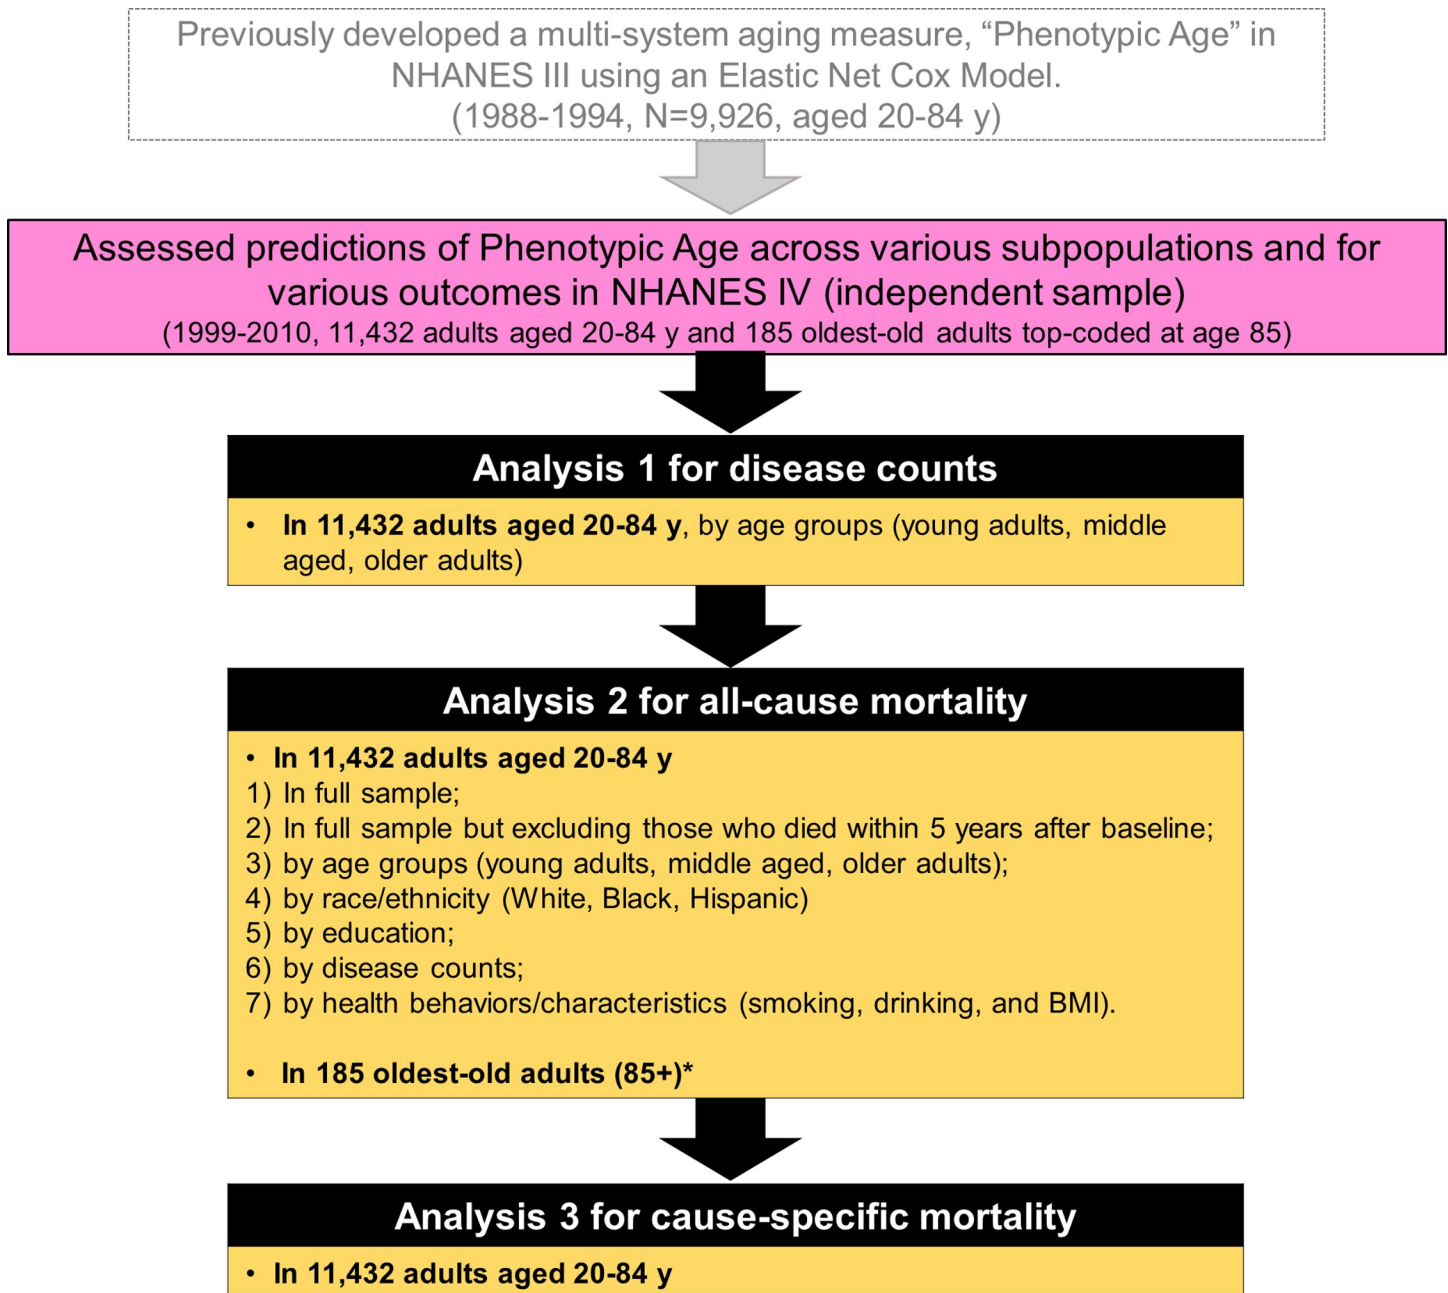 Previously developed a multi-system aging measure, “Phenotypic Age” in
NHANES III using an Elastic Net Cox Model.
(1988-1994, N=9,926, aged 20-84 y)
Assessed predictions of Phenotypic Age across various subpopulations and for
various outcomes in NHANES IV (independent sample)
(1999-2010, 11,432 adults aged 20-84 y and 185 oldest-old adults top-coded at age 85)
Analysis 1 for disease counts
• In 11,432 adults aged 20-84 y, by age groups (young adults, middle
aged, older adults)
Analysis 2 for all-cause mortality
• In 11,432 adults aged 20-84 y
1) In full sample;
2) In full sample but excluding those who died within 5 years after baseline;
3) by age groups (young adults, middle aged, older adults);
4) by race/ethnicity (White, Black, Hispanic)
5) by education;
6) by disease counts;
7) by health behaviors/characteristics (smoking, drinking, and BMI).
• In 185 oldest-old adults (85+)*
Analysis 3 for cause-specific mortality
• In 11,432 adults aged 20-84 y